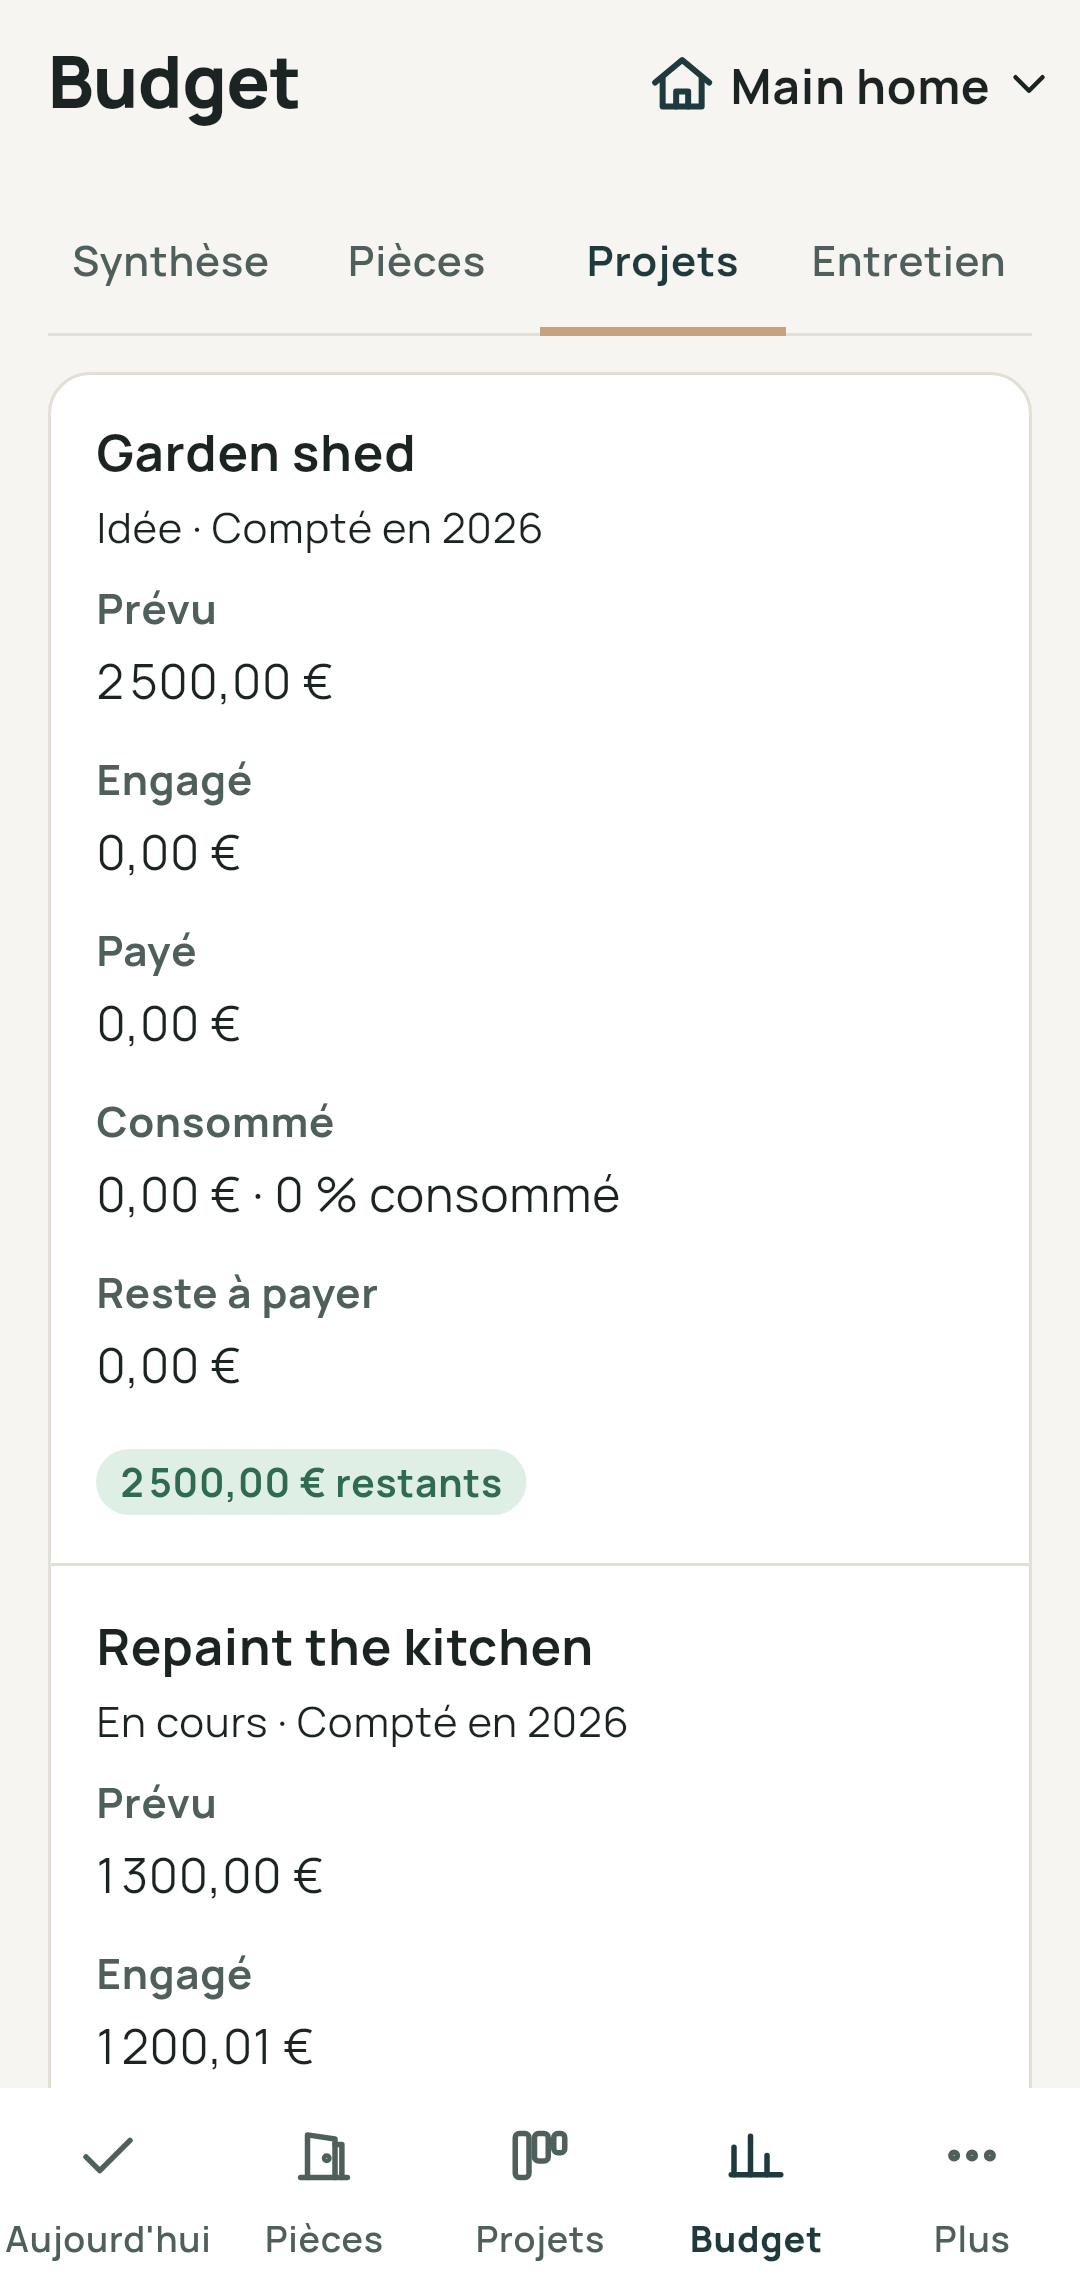 Budget
Main home
Synthèse Pièces Projets Entretien
Garden shed
Idée · Compté en 2026
Prévu
2 500,00 €
Engagé
0,00 €
Payé
0,00 €
Consommé
0,00 € · 0 % consommé
Reste à payer
0,00 €
2 500,00 € restants
Repaint the kitchen
En cours · Compté en 2026
Prévu
1 300,00 €
Engagé
1 200,01 €
Aujourd'hui Pièces Projets Budget Plus